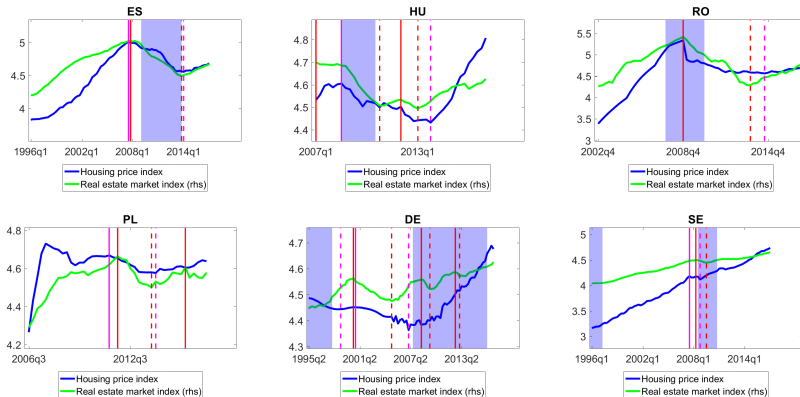 ES
5
4.5
4
1996q1
2002q1
2008q1
2014q1
Housing price index
Real estate market index (rhs)
HU
4.8
4.7
4.6
4.5
4.4
2007q1
2013q1
Housing price index
Real estate market index (rhs)
RO
5.5
5
4.5
4
3.5
3
2002q4
2008q4
2014q4
Housing price index
Real estate market index (rhs)
PL
4.8
4.6
4.4
4.2
2006q3
2012q3
Housing price index
Real estate market index (rhs)
DE
4.7
4.6
4.5
4.4
4.3
1995q2
2001q2
2007q2
2013q2
Housing price index
Real estate market index (rhs)
SE
5
4.5
4
3.5
3
1996q1
2002q1
2008q1
2014q1
Housing price index
Real estate market index (rhs)